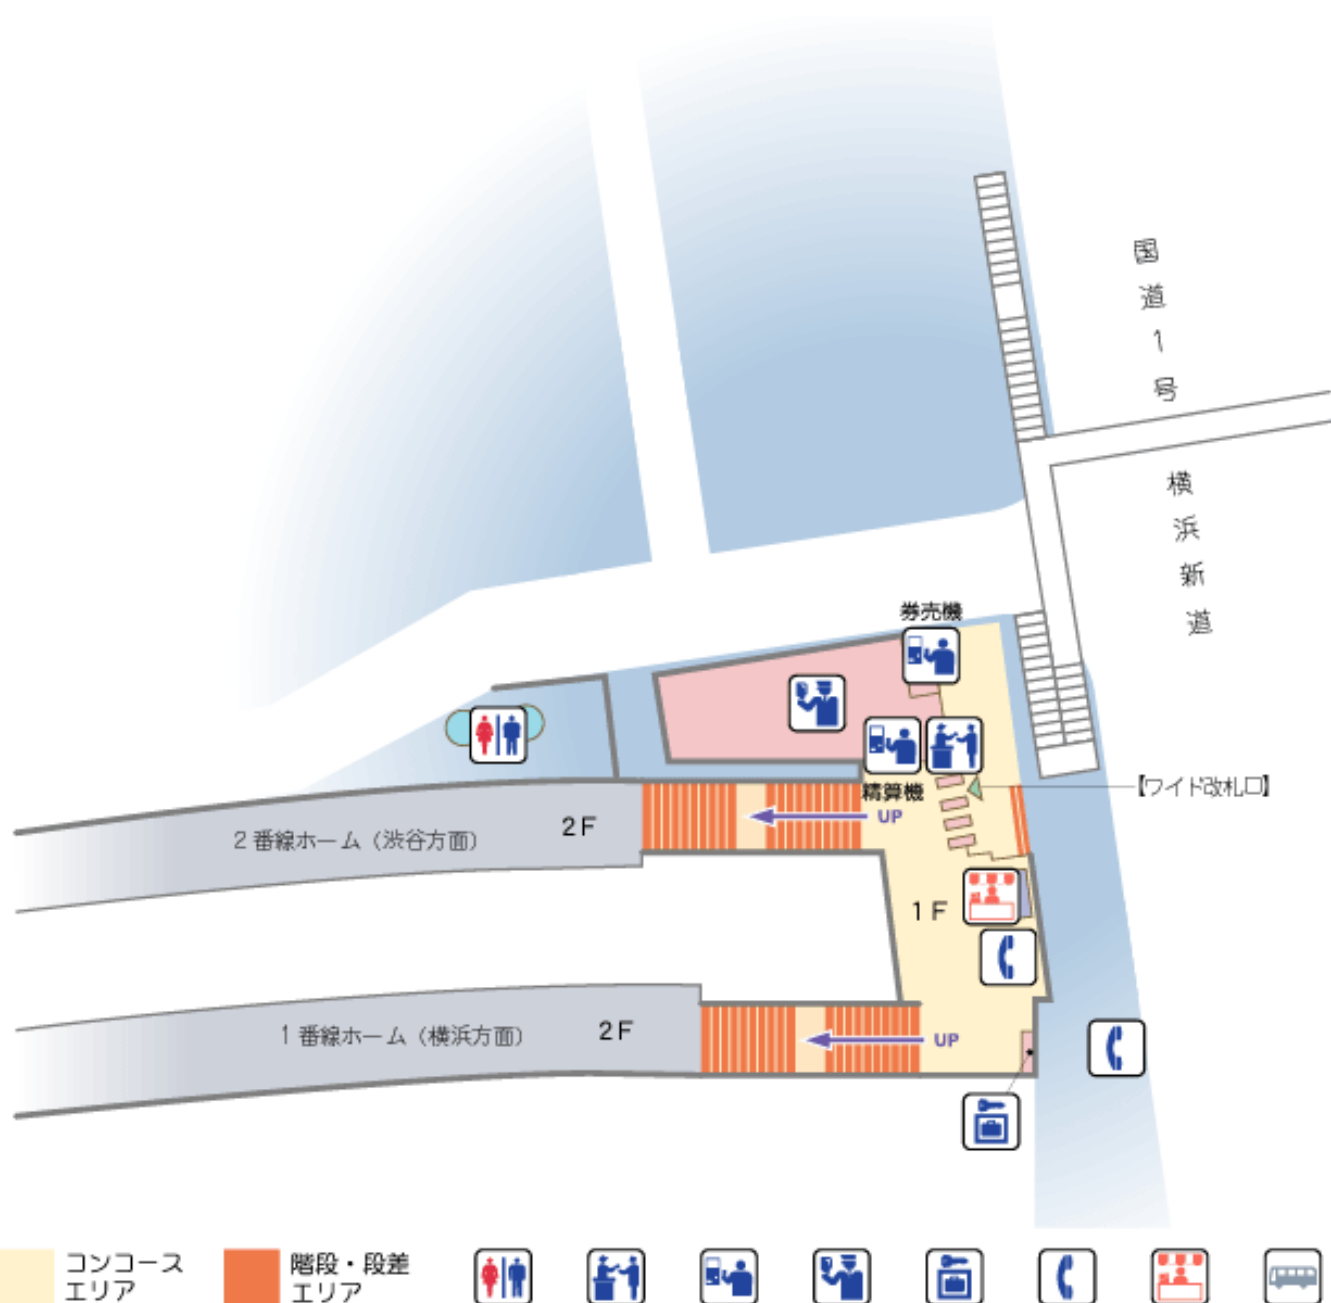 国道1号
横浜新道
券売機
精算機
【ワイド改札口】
UP
2番線ホーム（渋谷方面）
2F
1F
1番線ホーム（横浜方面）
2F
UP
コンコース
エリア
階段・段差
エリア